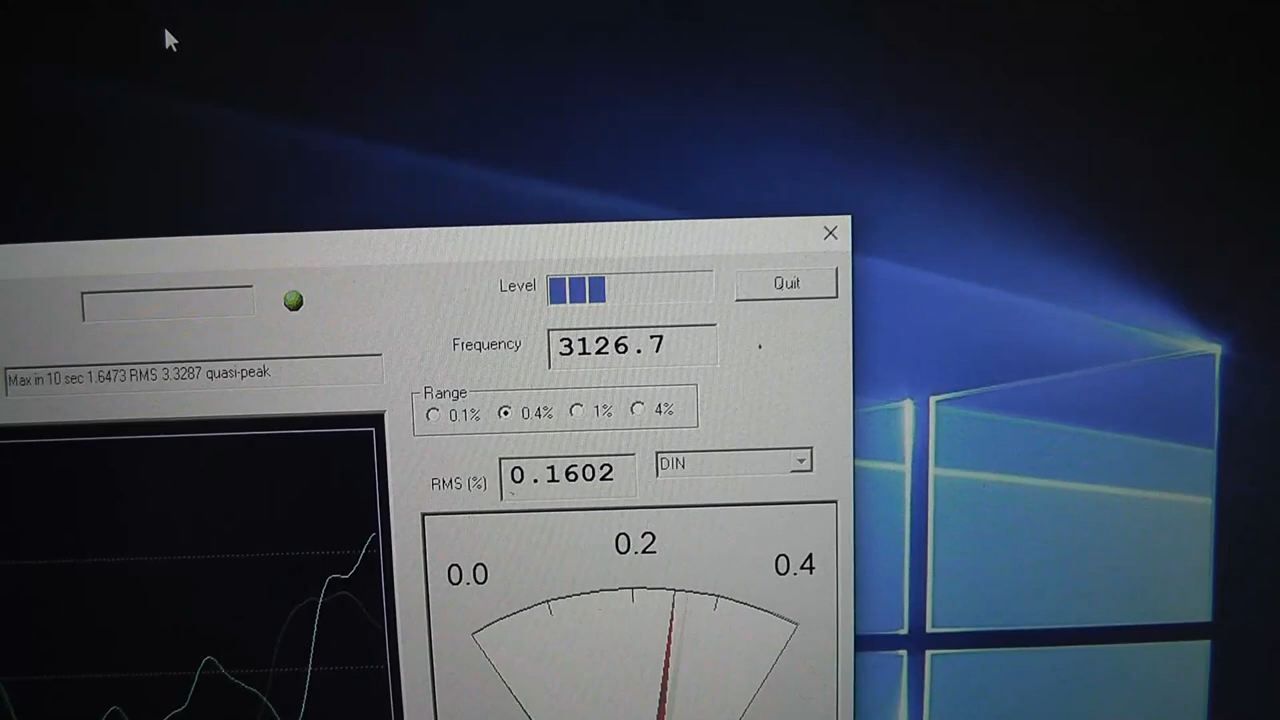 Level
Quit
Frequency 3126.7
Max in 10 sec 1.6473 RMS 3.3287 quasi-peak
Range
0.1% 0.4% 1% 4%
RMS (%) 0.1602 DIN
0.0 0.2 0.4